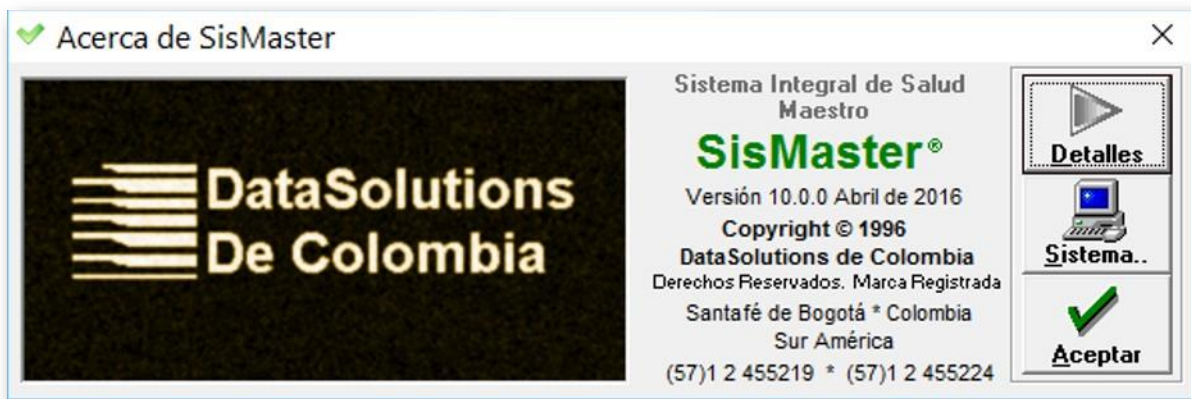 Acerca de SisMaster
DataSolutions
De Colombia
Sistema Integral de Salud
Maestro
SisMaster®
Versión 10.0.0 Abril de 2016
Copyright © 1996
DataSolutions de Colombia
Derechos Reservados. Marca Registrada
Santafé de Bogotá * Colombia
Sur América
(57)1 2 455219 * (57)1 2 455224
Detalles
Sistema..
Aceptar